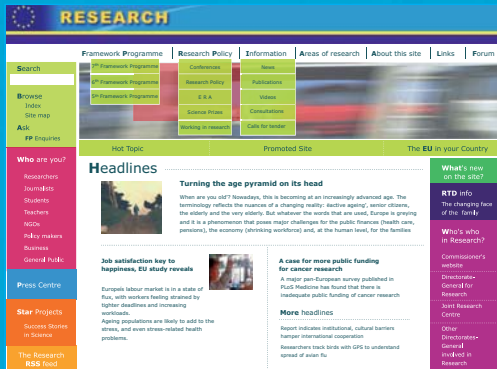 RESEARCH
Framework Programme
Research Policy
Information
Areas of research
About this site
Links
Forum
7th Framework Programme
6th Framework Programme
5th Framework Programme
Conferences
Research Policy
E R A
Science Prizes
Working in research
News
Publications
Videos
Consultations
Calls for tender
Search
Browse
Index
Site map
Ask
FP Enquiries
Hot Topic
Promoted Site
The EU in your Country
Who are you?
Researchers
Journalists
Students
Teachers
NGOs
Policy makers
Business
General Public
Press Centre
Star Projects
Success Stories
in Science
The Research
RSS feed
Headlines
Turning the age pyramid on its head
When are you old? Nowadays, this is becoming at an increasingly advanced age. The
terminology reflects the nuances of a changing reality: ëactive ageingí, senior citizens,
the elderly and the very elderly. But whatever the words that are used, Europe is greying
and it is a phenomenon that poses major challenges for the public finances (health care,
pensions), the economy (shrinking workforce) and, at the human level, for the families
Job satisfaction key to
happiness, EU study reveals
Europeís labour market is in a state of
flux, with workers feeling strained by
tighter deadlines and increasing
workloads.
Ageing populations are likely to add to the
stress, and even stress-related health
problems.
A case for more public funding
for cancer research
A major pan-European survey published in
PLoS Medicine has found that there is
inadequate public funding of cancer research
More headlines
Report indicates institutional, cultural barriers
hamper international cooperation
Researchers track birds with GPS to understand
spread of avian flu
What's new
on the site?
RTD info
The changing face
of the family
Who's who
in Research?
Commissioner's
website
Directorate-
General for
Research
Joint Research
Centre
Other
Directorates-
General
involved in
Research